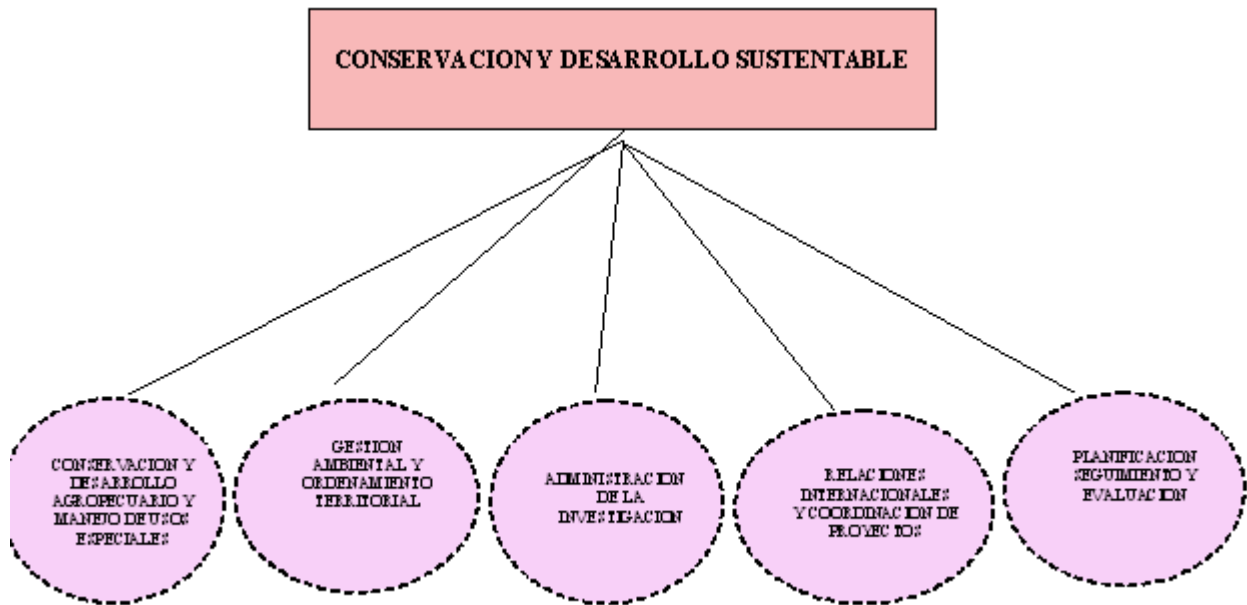 CONSERVACION Y DESARROLLO SUSTENTABLE
CONSERVACION Y
DESARROLLO
AGROPECUARIO Y
MANEJO DE USOS
ESPECIALES
GESTION
AMBIENTAL Y
ORDENAMIENTO
TERRITORIAL
ADMINISTRACION
DE LA
INVESTIGACION
RELACIONES
INTERNACIONALES
Y COORDINACION DE
PROYECTOS
PLANIFICACION
SEGUIMIENTO Y
EVALUACION